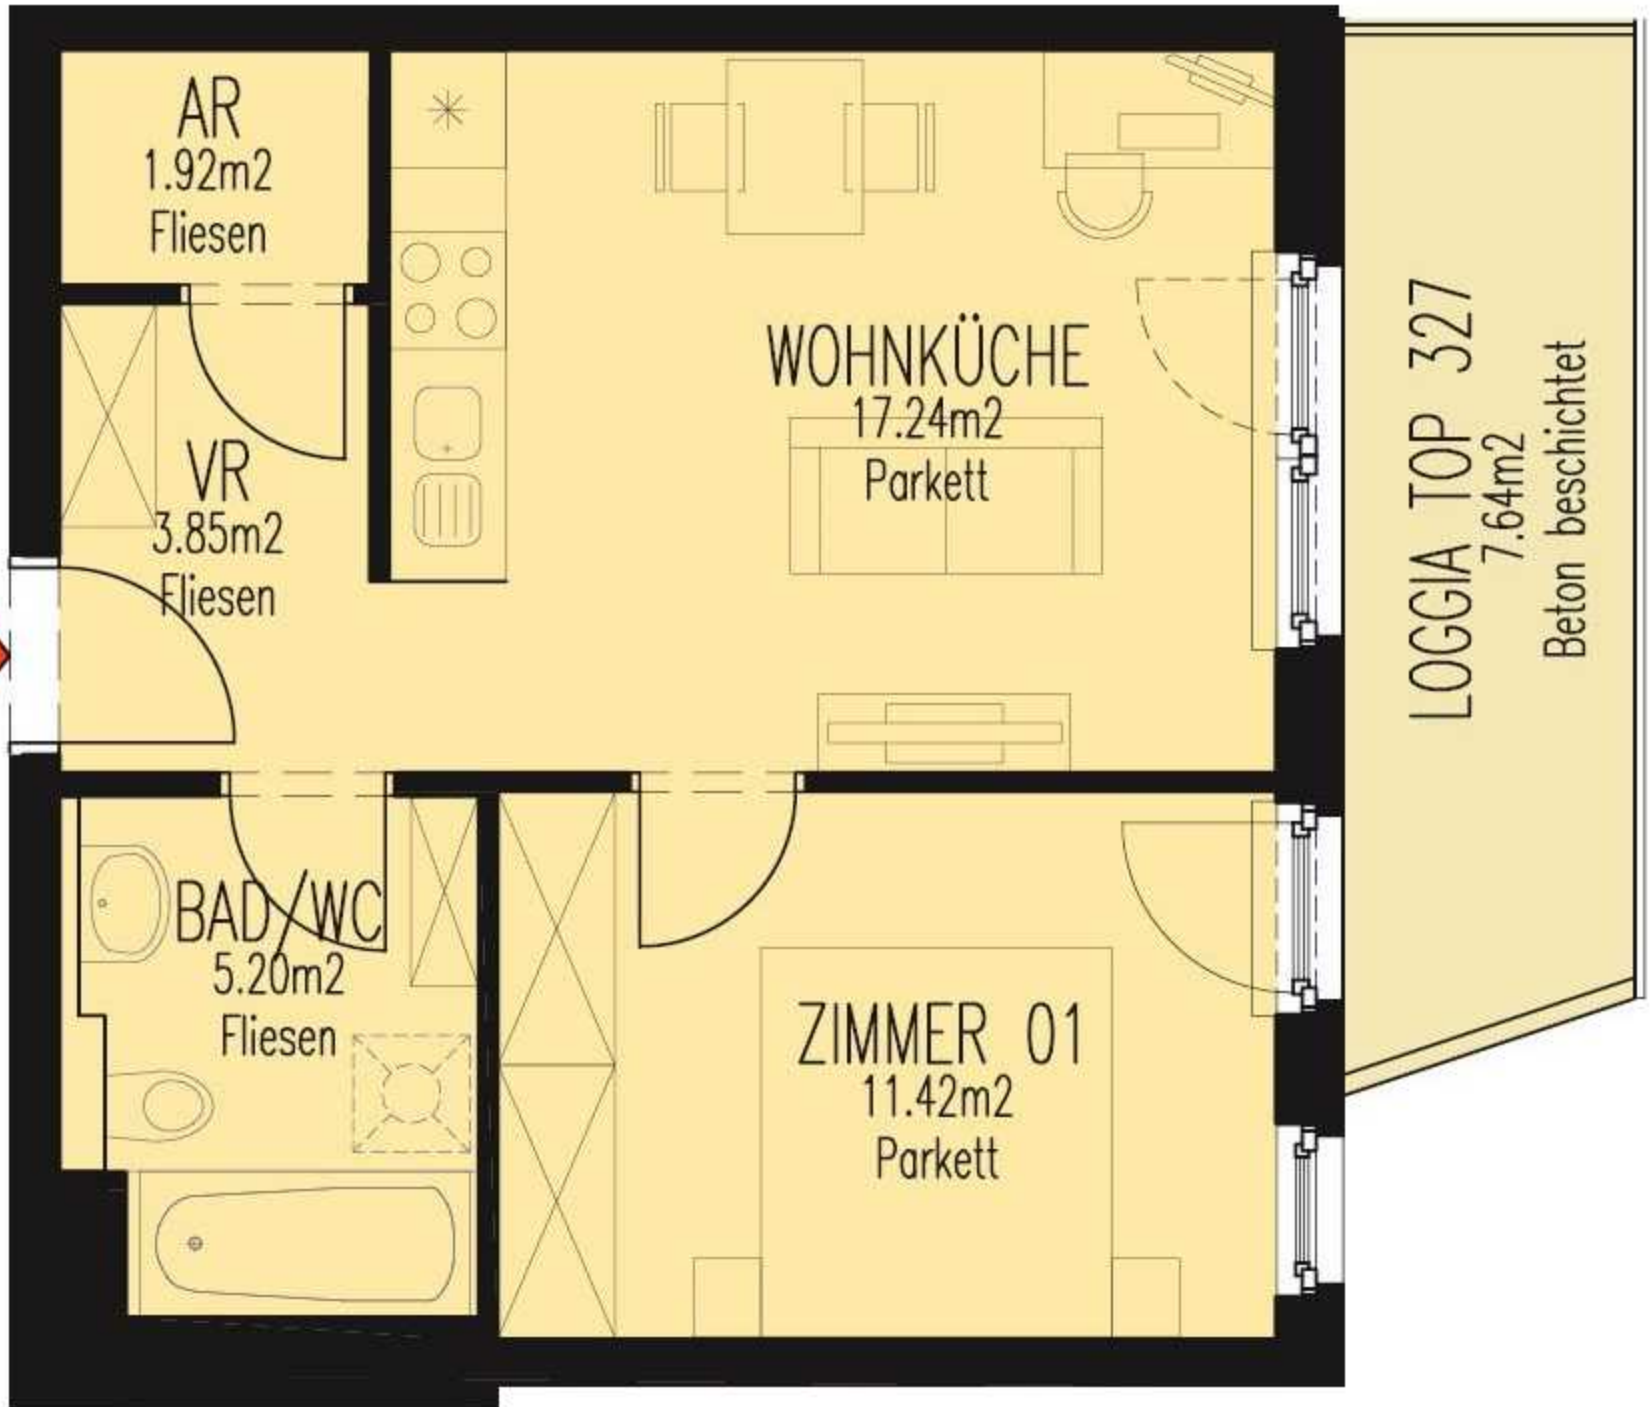 AR
1.92m2
Fliesen
VR
3.85m2
Fliesen
WOHNKÜCHE
17.24m2
Parkett
LOGGIA TOP 327
7.64m2
Beton beschichtet
BAD/WC
5.20m2
Fliesen
ZIMMER 01
11.42m2
Parkett